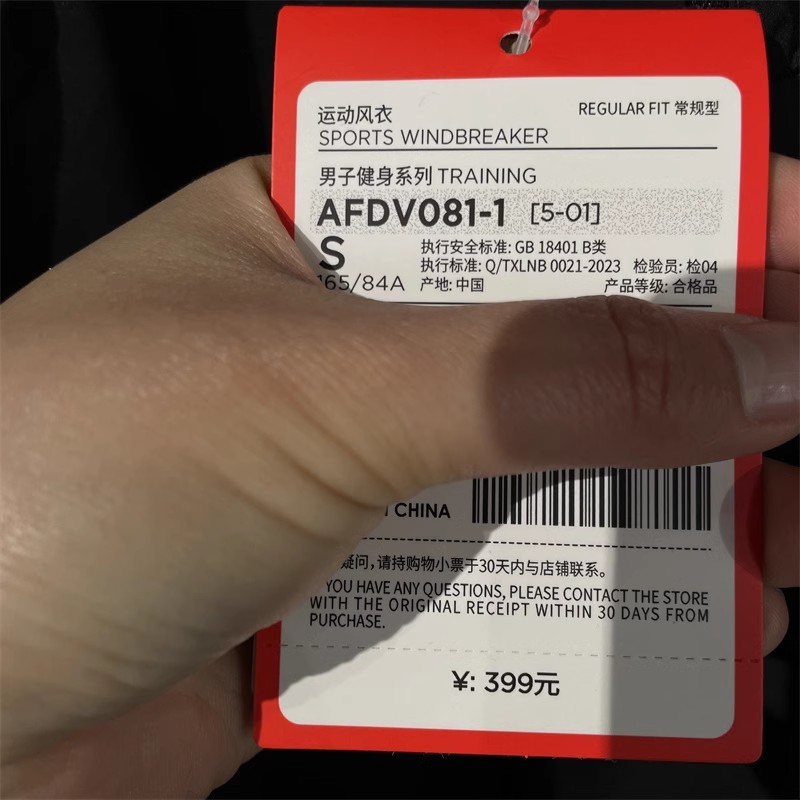 运动风衣
REGULAR FIT 常规型
SPORTS WINDBREAKER
男子健身系列 TRAINING
AFDV081-1 [5-01]
S
165/84A
执行安全标准: GB 18401 B类
执行标准: Q/TXLNB 0021-2023 检验员: 检04
产地: 中国 产品等级: 合格品
CHINA
疑问,请持购物小票于30天内与店铺联系。
YOU HAVE ANY QUESTIONS, PLEASE CONTACT THE STORE
WITH THE ORIGINAL RECEIPT WITHIN 30 DAYS FROM
PURCHASE.
¥: 399元